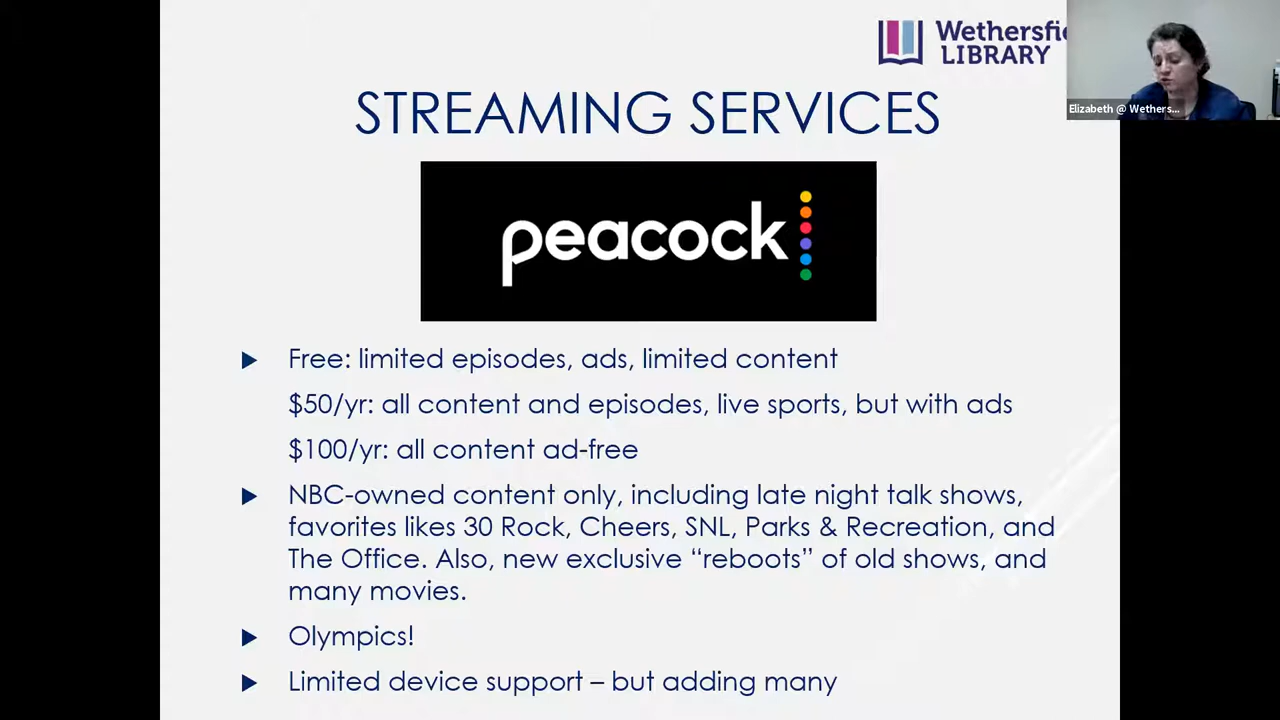 Wethersfi
LIBRARY
Elizabeth @ Wethers...
STREAMING SERVICES
peacock
Free: limited episodes, ads, limited content
$50/yr: all content and episodes, live sports, but with ads
$100/yr: all content ad-free
NBC-owned content only, including late night talk shows,
favorites likes 30 Rock, Cheers, SNL, Parks & Recreation, and
The Office. Also, new exclusive “reboots” of old shows, and
many movies.
Olympics!
Limited device support – but adding many